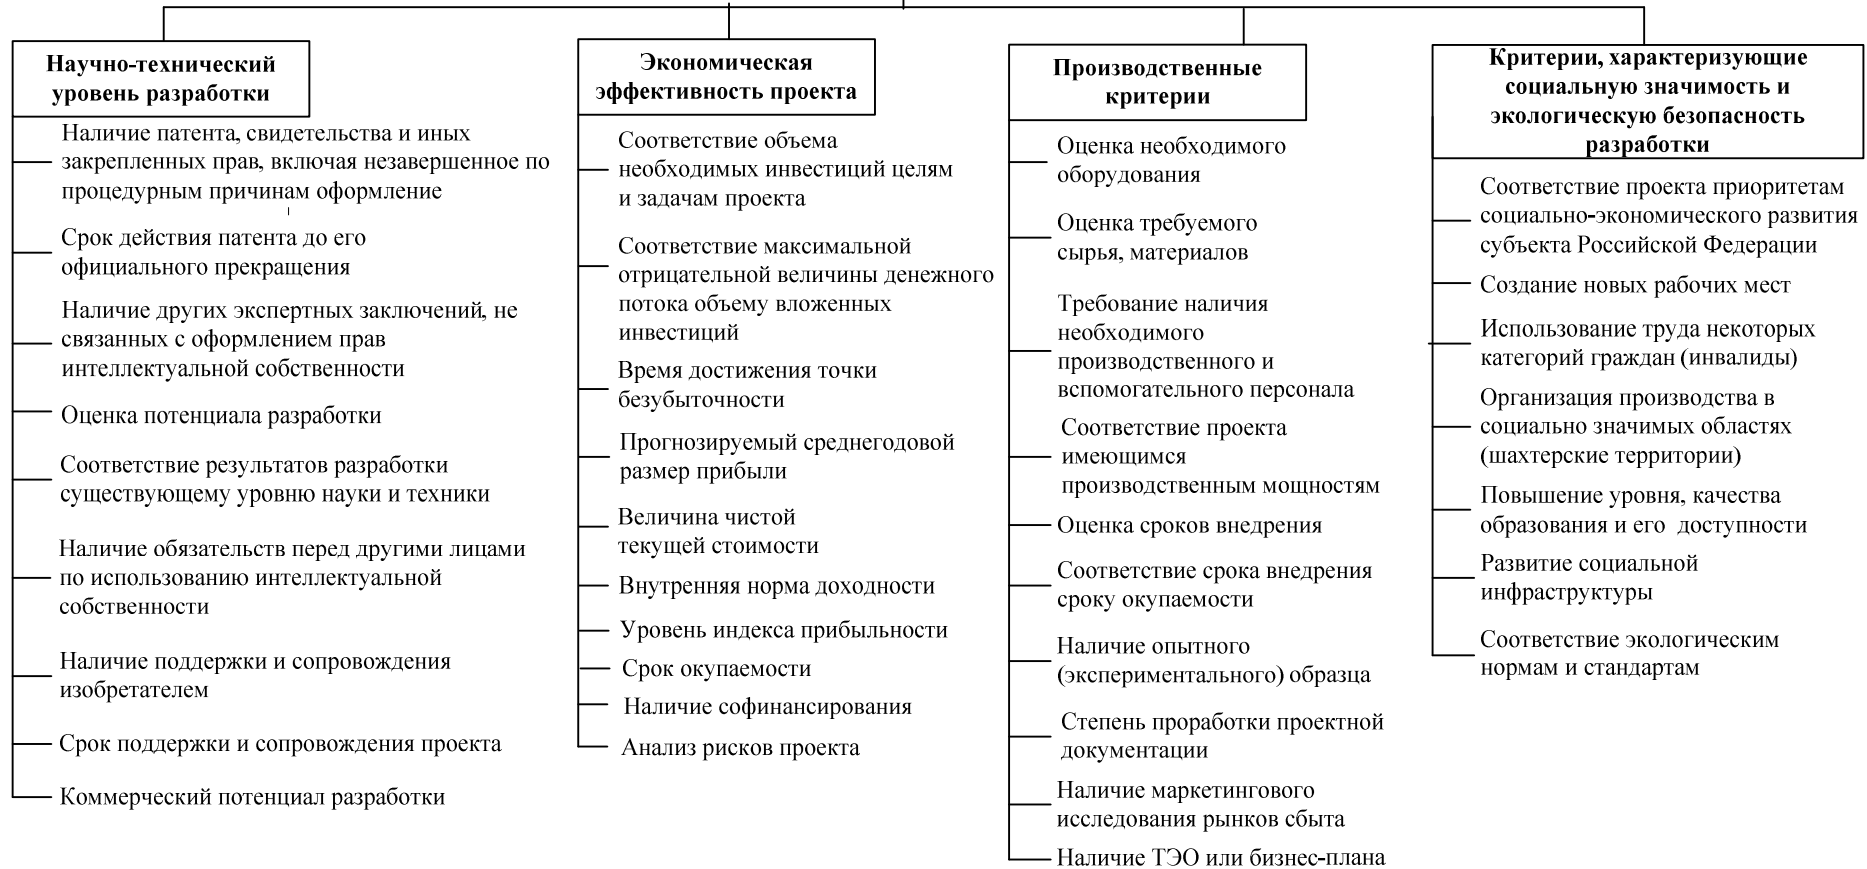 Научно-технический
уровень разработки
Наличие патента, свидетельства и иных
закрепленных прав, включая незавершенное по
процедурным причинам оформление
Срок действия патента до его
официального прекращения
Наличие других экспертных заключений, не
связанных с оформлением прав
интеллектуальной собственности
Оценка потенциала разработки
Соответствие результатов разработки
существующему уровню науки и техники
Наличие обязательств перед другими лицами
по использованию интеллектуальной
собственности
Наличие поддержки и сопровождения
изобретателем
Срок поддержки и сопровождения проекта
Коммерческий потенциал разработки
Экономическая
эффективность проекта
Соответствие объема
необходимых инвестиций целям
и задачам проекта
Соответствие максимальной
отрицательной величины денежного
потока объему вложенных
инвестиций
Время достижения точки
безубыточности
Прогнозируемый среднегодовой
размер прибыли
Величина чистой
текущей стоимости
Внутренняя норма доходности
Уровень индекса прибыльности
Срок окупаемости
Наличие софинансирования
Анализ рисков проекта
Производственные
критерии
Оценка необходимого
оборудования
Оценка требуемого
сырья, материалов
Требование наличия
необходимого
производственного и
вспомогательного персонала
Соответствие проекта
имеющимся
производственным мощностям
Оценка сроков внедрения
Соответствие срока внедрения
сроку окупаемости
Наличие опытного
(экспериментального) образца
Степень проработки проектной
документации
Наличие маркетингового
исследования рынков сбыта
Наличие ТЭО или бизнес-плана
Критерии, характеризующие
социальную значимость и
экологическую безопасность
разработки
Соответствие проекта приоритетам
социально-экономического развития
субъекта Российской Федерации
Создание новых рабочих мест
Использование труда некоторых
категорий граждан (инвалиды)
Организация производства в
социально значимых областях
(шахтерские территории)
Повышение уровня, качества
образования и его доступности
Развитие социальной
инфраструктуры
Соответствие экологическим
нормам и стандартам